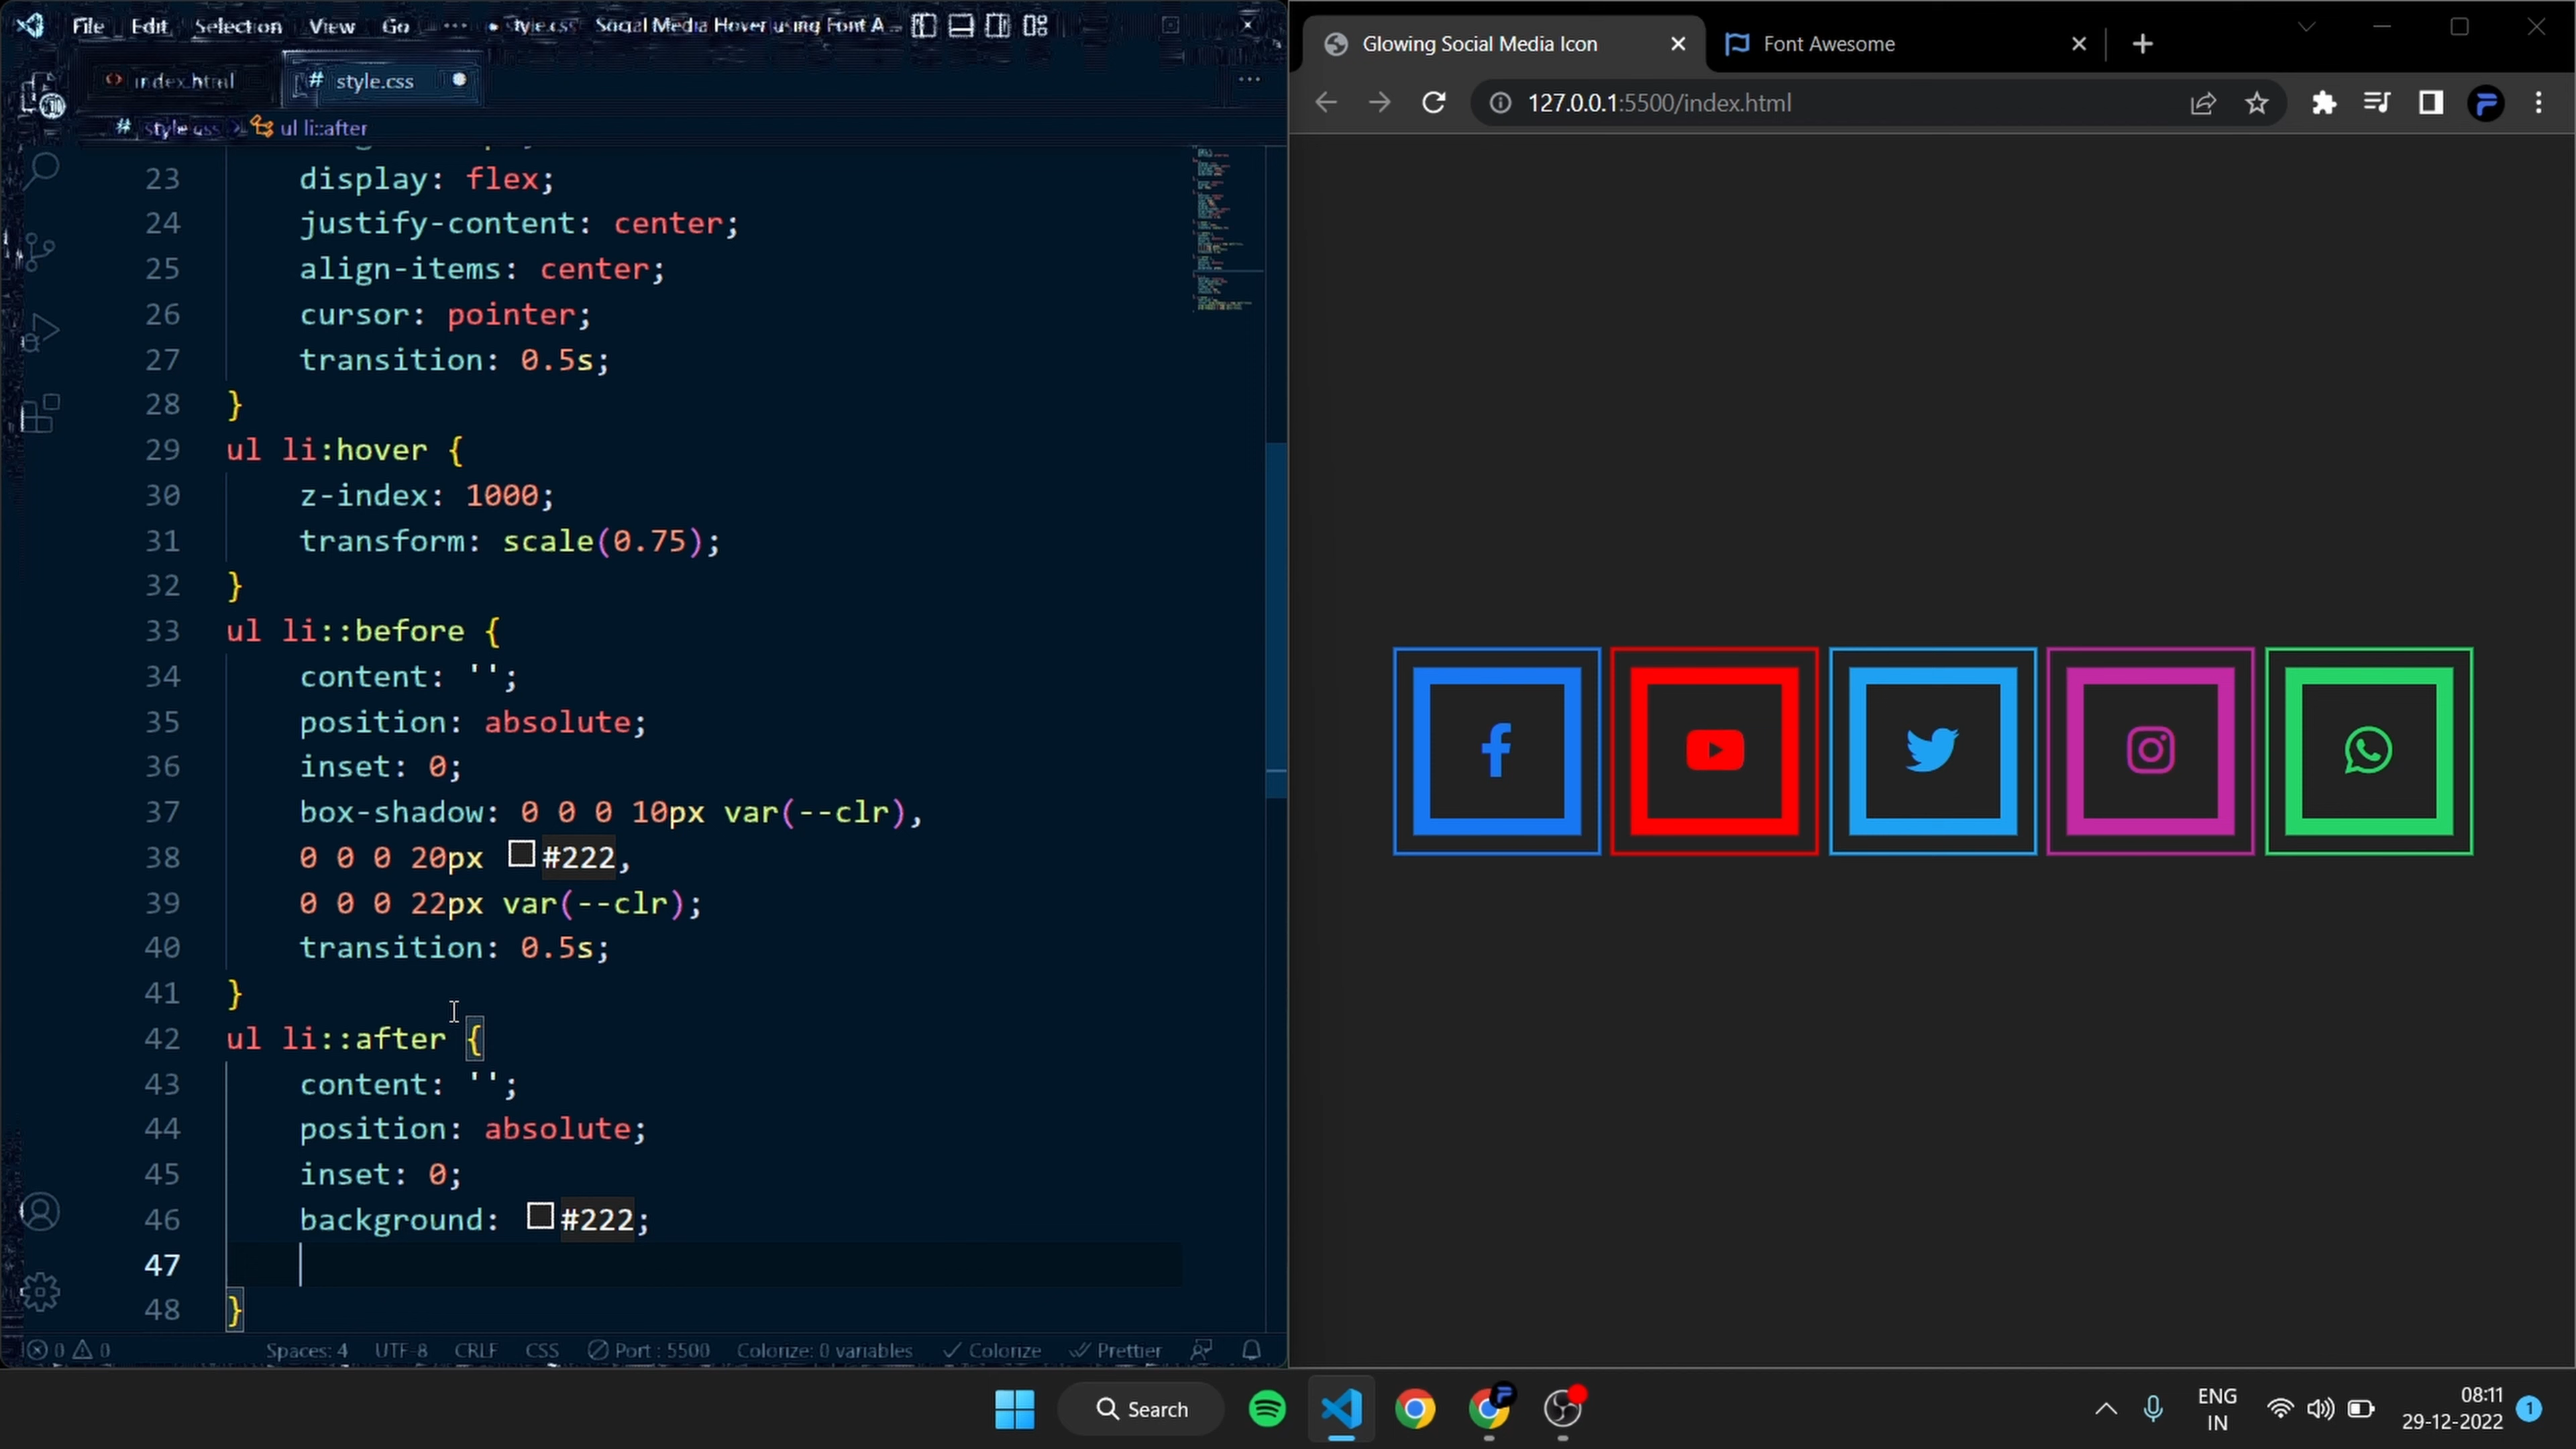 File Edit Selection View Go ··· ● style.css Social Media Hover using Font A...
index.html
# style.css ●
# style.css > ul li::after
23 display: flex;
24 justify-content: center;
25 align-items: center;
26 cursor: pointer;
27 transition: 0.5s;
28 }
29 ul li:hover {
30 z-index: 1000;
31 transform: scale(0.75);
32 }
33 ul li::before {
34 content: '';
35 position: absolute;
36 inset: 0;
37 box-shadow: 0 0 0 10px var(--clr),
38 0 0 0 20px #222,
39 0 0 0 22px var(--clr);
40 transition: 0.5s;
41 }
42 ul li::after {
43 content: '';
44 position: absolute;
45 inset: 0;
46 background: #222;
47
48 }
0 0 Spaces: 4 UTF-8 CRLF CSS Port : 5500 Colorize: 0 variables Colorize Prettier
Glowing Social Media Icon
Font Awesome
127.0.0.1:5500/index.html
Search
ENG
IN
08:11
29-12-2022
1